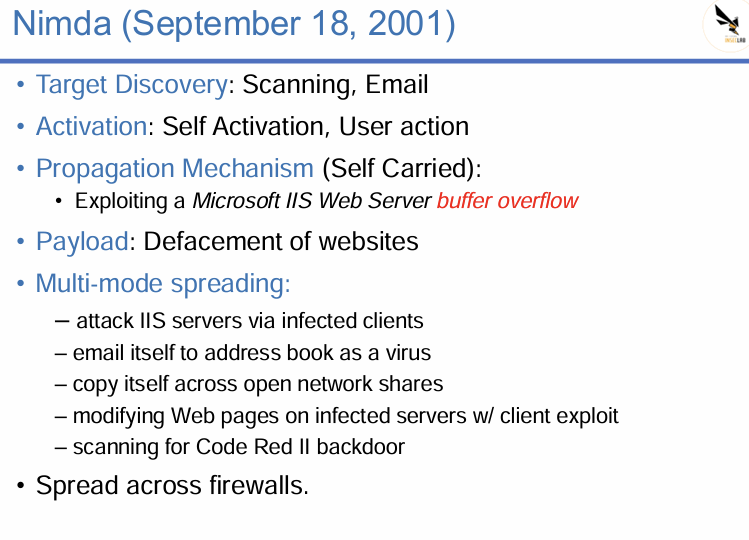 Nimda (September 18, 2001)
• Target Discovery: Scanning, Email
• Activation: Self Activation, User action
• Propagation Mechanism (Self Carried):
• Exploiting a Microsoft IIS Web Server buffer overflow
• Payload: Defacement of websites
• Multi-mode spreading:
– attack IIS servers via infected clients
– email itself to address book as a virus
– copy itself across open network shares
– modifying Web pages on infected servers w/ client exploit
– scanning for Code Red II backdoor
• Spread across firewalls.